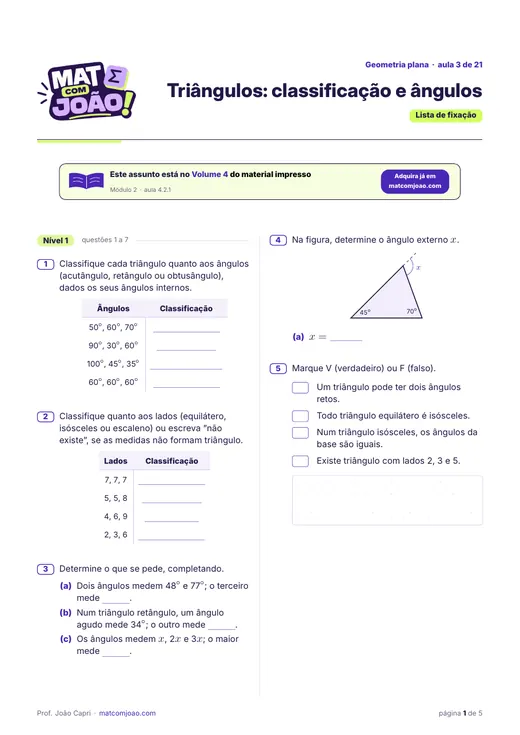 MAT
COM
JOÃO!
Σ
Geometria plana · aula 3 de 21
Triângulos: classificação e ângulos
Lista de fixação
Este assunto está no Volume 4 do material impresso
Módulo 2 · aula 4.2.1
Adquira já em
matcomjoao.com
Nível 1 questões 1 a 7
1 Classifique cada triângulo quanto aos ângulos
(acutângulo, retângulo ou obtusângulo),
dados os seus ângulos internos.
Ângulos Classificação
50°, 60°, 70°
90°, 30°, 60°
100°, 45°, 35°
60°, 60°, 60°
2 Classifique quanto aos lados (equilátero,
isósceles ou escaleno) ou escreva “não
existe”, se as medidas não formam triângulo.
Lados Classificação
7, 7, 7
5, 5, 8
4, 6, 9
2, 3, 6
3 Determine o que se pede, completando.
(a) Dois ângulos medem 48° e 77°; o terceiro
mede ______.
(b) Num triângulo retângulo, um ângulo
agudo mede 34°; o outro mede ______.
(c) Os ângulos medem x, 2x e 3x; o maior
mede ______.
4 Na figura, determine o ângulo externo x.
x
45° 70°
(a) x = ______
5 Marque V (verdadeiro) ou F (falso).
Um triângulo pode ter dois ângulos
retos.
Todo triângulo equilátero é isósceles.
Num triângulo isósceles, os ângulos da
base são iguais.
Existe triângulo com lados 2, 3 e 5.
Prof. João Capri · matcomjoao.com
página 1 de 5